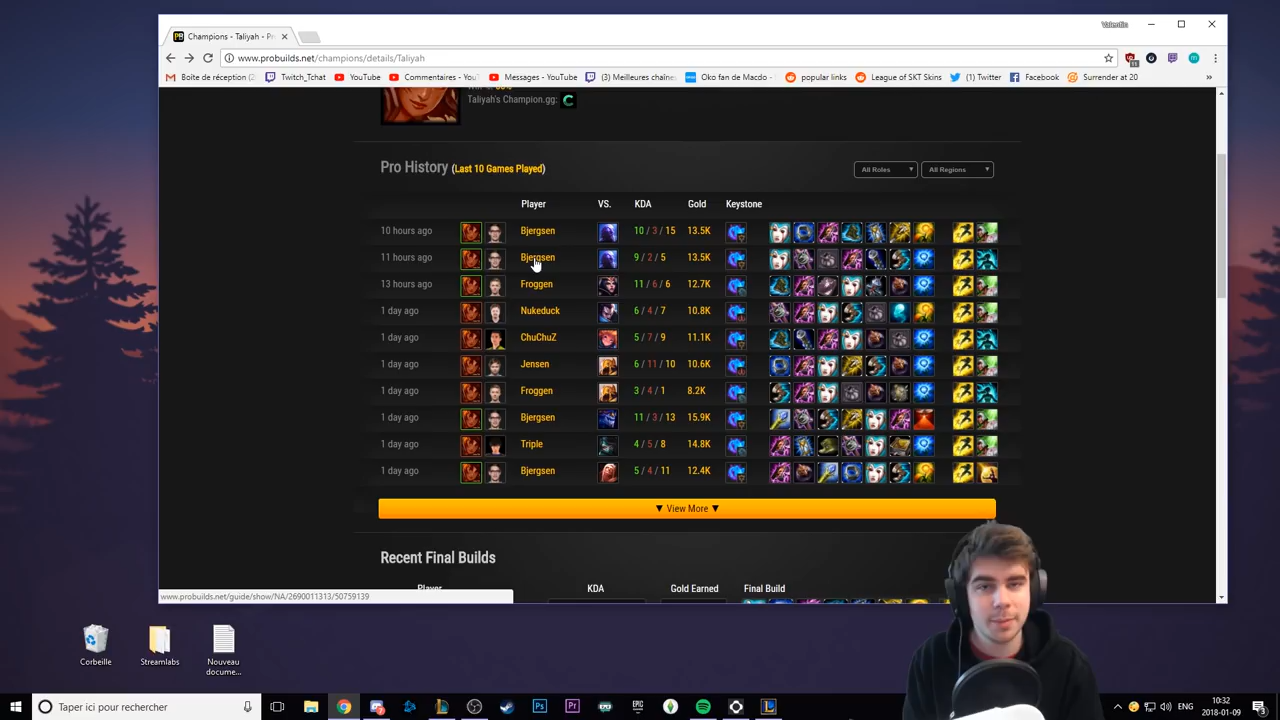 Valentin
Champions - Taliyah - Pr
www.probuilds.net/champions/details/Taliyah
Boîte de réception (2 Twitch_Tchat YouTube Commentaires - You Messages - YouTube (3) Meilleures chaîne Oko fan de Macdo - popular links League of SKT Skins (1) Twitter Facebook Surrender at 20 »
Taliyah's Champion.gg:
Pro History (Last 10 Games Played) All Roles All Regions
Player VS. KDA Gold Keystone
10 hours ago Bjergsen 10 / 3 / 15 13.5K
11 hours ago Bjergsen 9 / 2 / 5 13.5K
13 hours ago Froggen 11 / 6 / 6 12.7K
1 day ago Nukeduck 6 / 4 / 7 10.8K
1 day ago ChuChuZ 5 / 7 / 9 11.1K
1 day ago Jensen 6 / 11 / 10 10.6K
1 day ago Froggen 3 / 4 / 1 8.2K
1 day ago Bjergsen 11 / 3 / 13 15.9K
1 day ago Triple 4 / 5 / 8 14.8K
1 day ago Bjergsen 5 / 4 / 11 12.4K
▼ View More ▼
Recent Final Builds
Player KDA Gold Earned Final Build
www.probuilds.net/guide/show/NA/2690011313/50759139
Corbeille Streamlabs Nouveau
docume...
Taper ici pour rechercher
ENG
10:32
2018-01-09